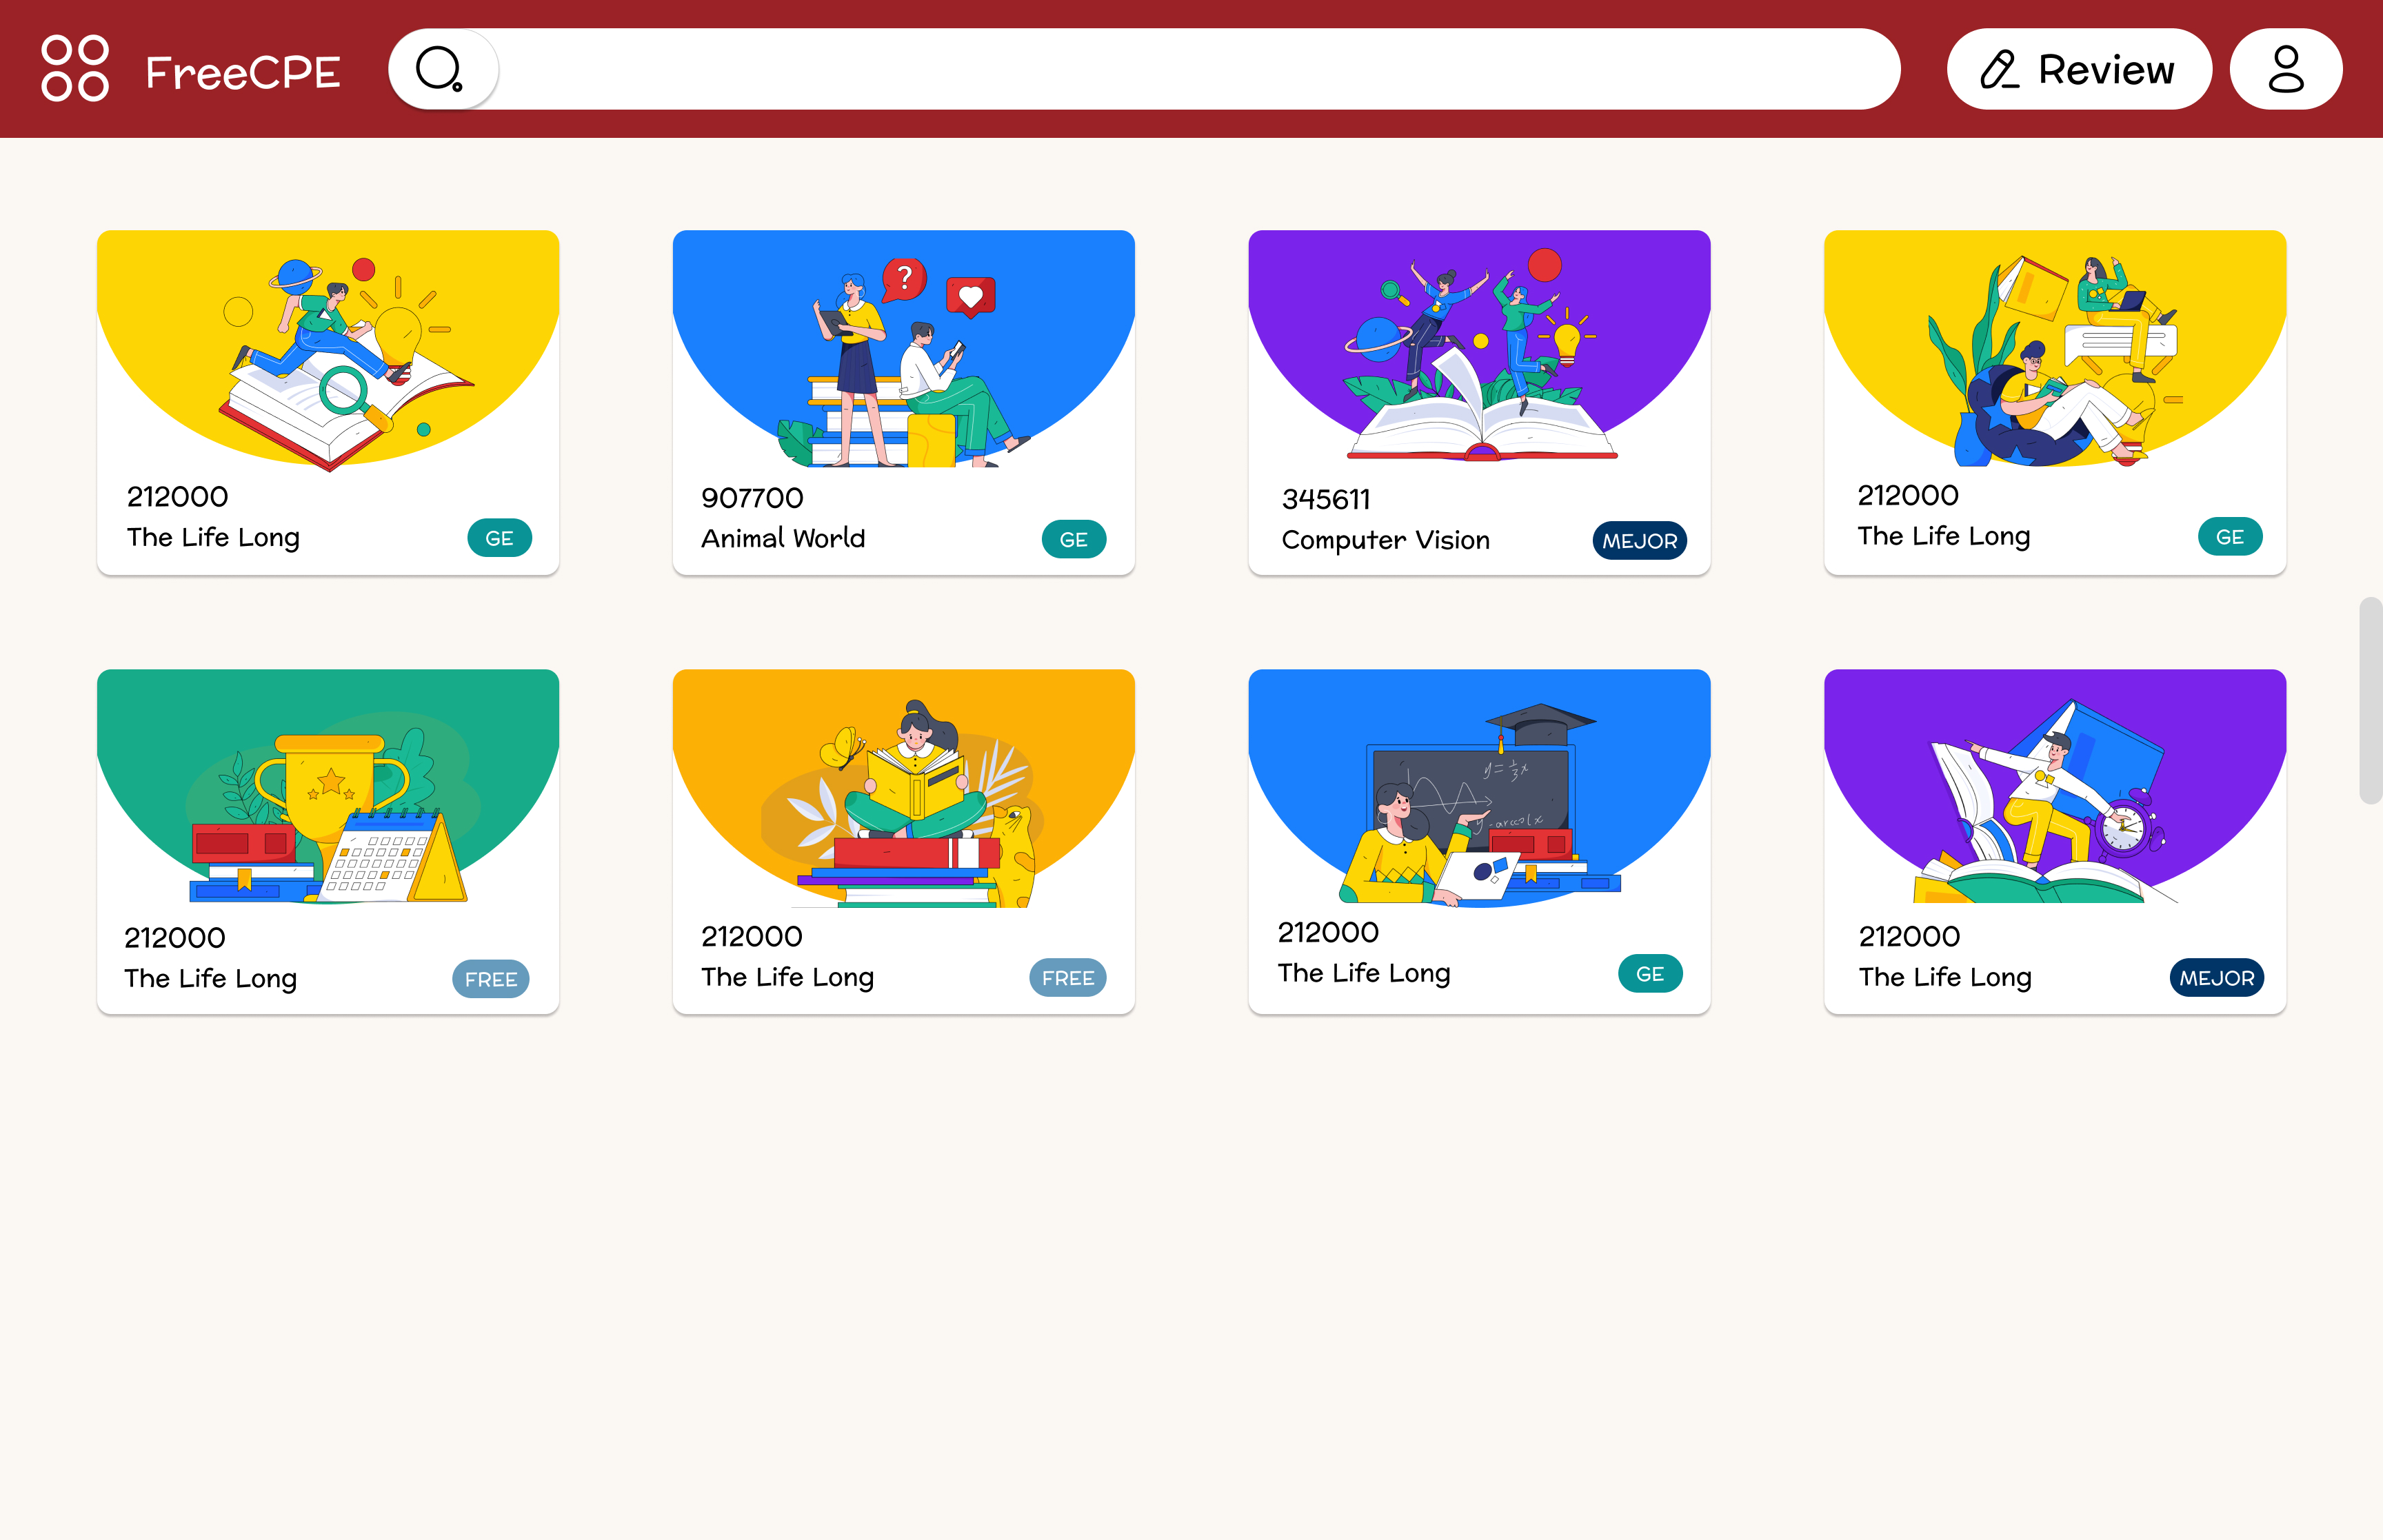 FreeCPE
Review
?
212000
The Life Long
GE
907700
Animal World
GE
345611
Computer Vision
MEJOR
212000
The Life Long
GE
212000
The Life Long
FREE
212000
The Life Long
FREE
y = 1/3 x
212000
The Life Long
GE
212000
The Life Long
MEJOR